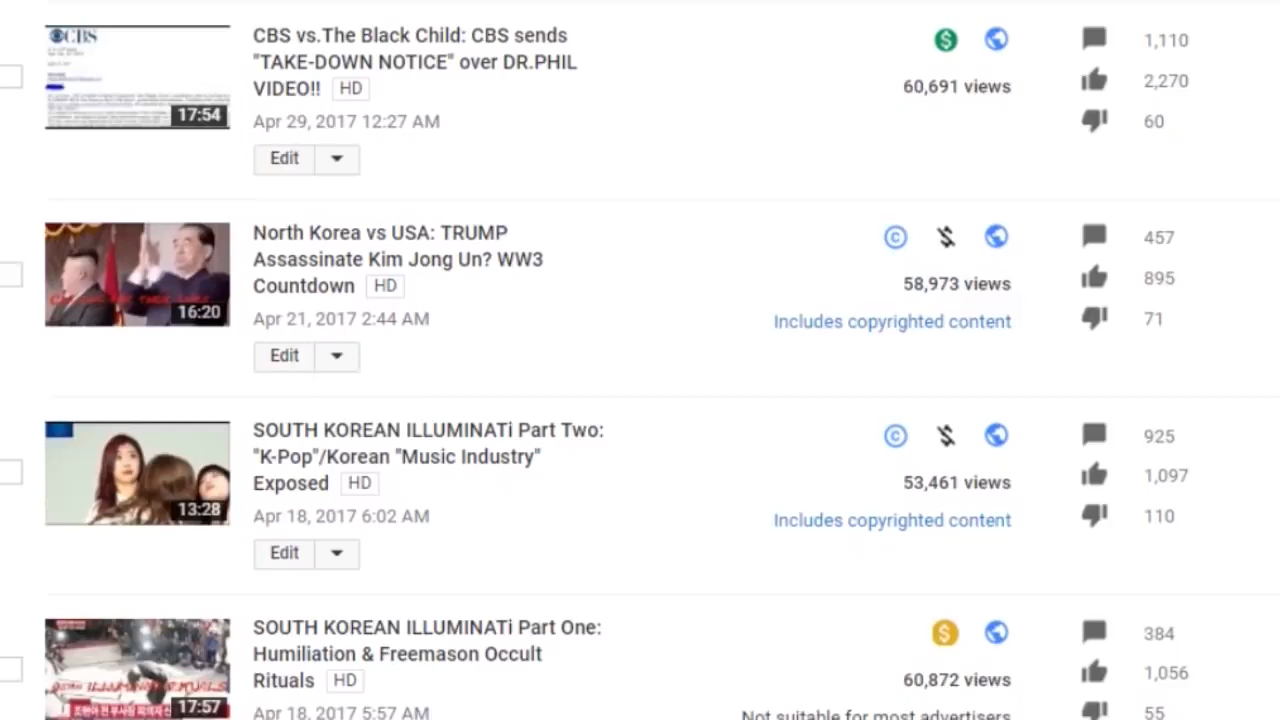 CBS
CBS vs.The Black Child: CBS sends
"TAKE-DOWN NOTICE" over DR.PHIL
VIDEO!! HD
60,691 views
1,110
2,270
60
17:54
Apr 29, 2017 12:27 AM
Edit
North Korea vs USA: TRUMP
Assassinate Kim Jong Un? WW3
Countdown HD
58,973 views
457
895
71
16:20
Apr 21, 2017 2:44 AM
Includes copyrighted content
Edit
SOUTH KOREAN ILLUMINATi Part Two:
"K-Pop"/Korean "Music Industry"
Exposed HD
53,461 views
925
1,097
110
13:28
Apr 18, 2017 6:02 AM
Includes copyrighted content
Edit
SOUTH KOREAN ILLUMINATi Part One:
Humiliation & Freemason Occult
Rituals HD
60,872 views
384
1,056
55
ILLUMINATI RITUALS
17:57
Apr 18, 2017 5:57 AM
Not suitable for most advertisers